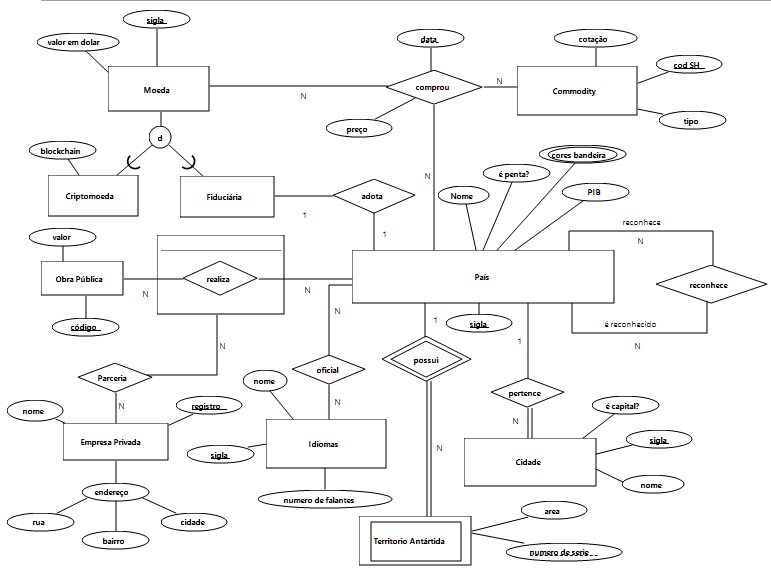 sigla
valor em dolar
data
cotação
cod SH
Moeda
comprou
Commodity
N
N
preço
tipo
d
blockchain
cores bandeira
é penta?
N
Criptomoeda
Fiduciária
adota
Nome
PIB
1
reconhece
1
N
valor
Obra Pública
realiza
País
reconhece
N
N
código
N
1
sigla
é reconhecido
N
1
N
possui
Parceria
oficial
nome
pertence
N
N
nome
registro
N
é capital?
Empresa Privada
Idiomas
N
sigla
sigla
Cidade
nome
endereço
numero de falantes
rua
cidade
bairro
area
Territorio Antártida
numero de serie